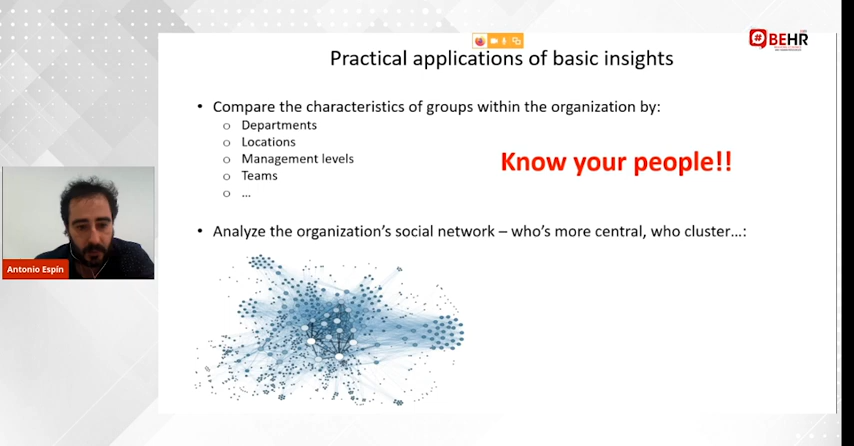 #BEHR
Practical applications of basic insights
• Compare the characteristics of groups within the organization by:
o Departments
o Locations
o Management levels
o Teams
o ...
Know your people!!
• Analyze the organization's social network – who's more central, who cluster...:
Antonio Espín